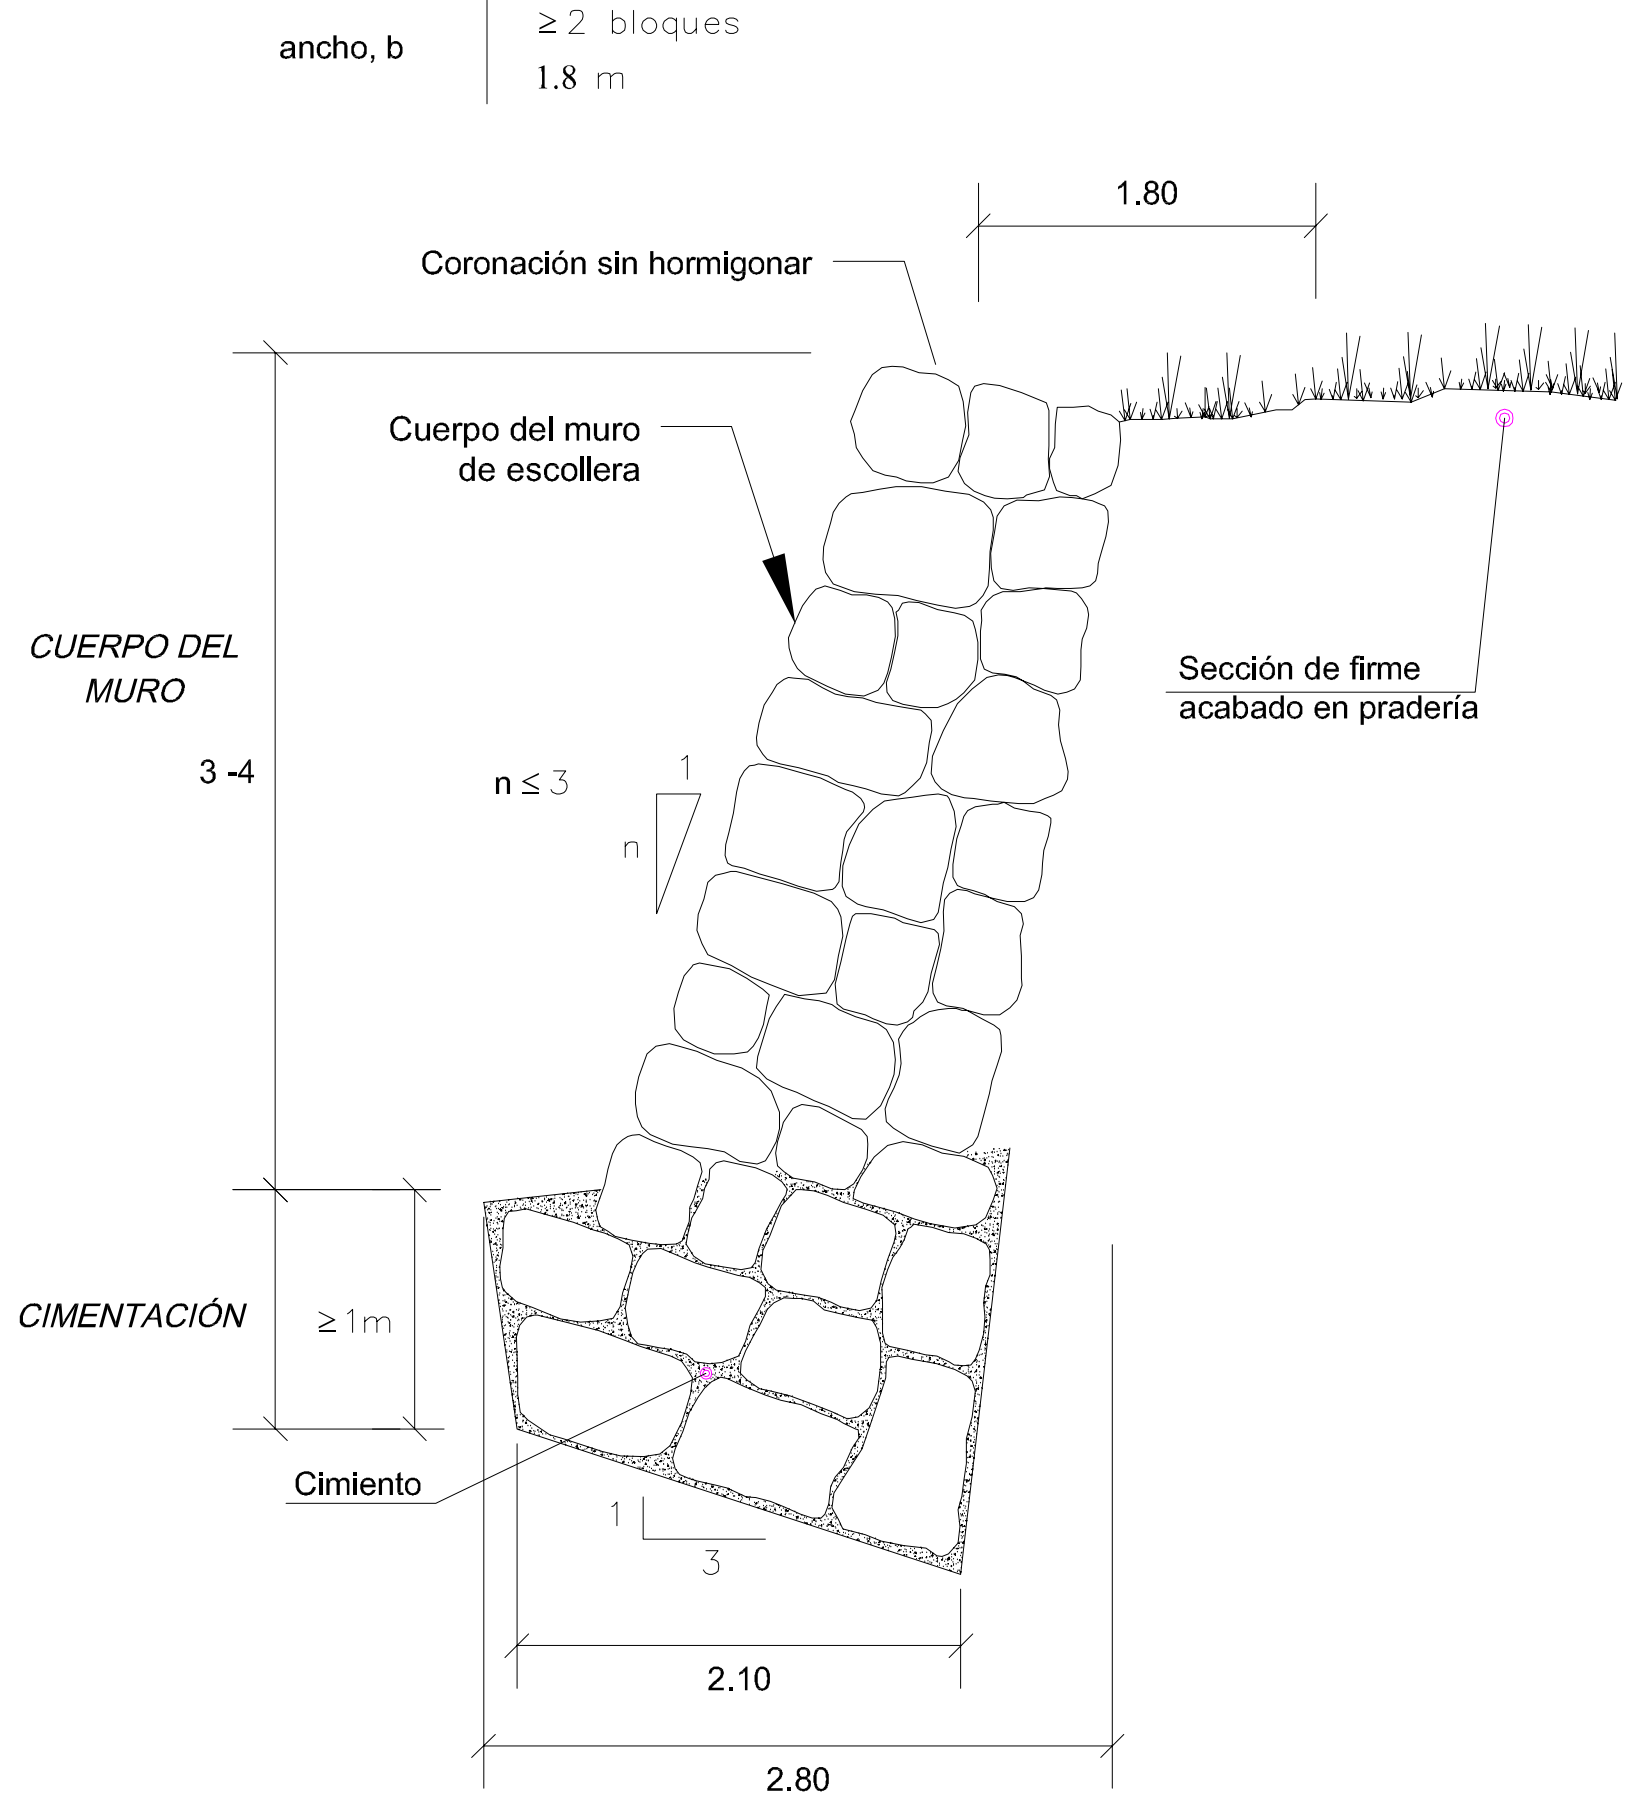 ≥ 2 bloques
ancho, b
1.8 m
1.80
Coronación sin hormigonar
Cuerpo del muro
de escollera
CUERPO DEL
MURO
Sección de firme
acabado en pradería
3 -4
n ≤ 3
1
n
CIMENTACIÓN
≥ 1m
Cimiento
1
3
2.10
2.80